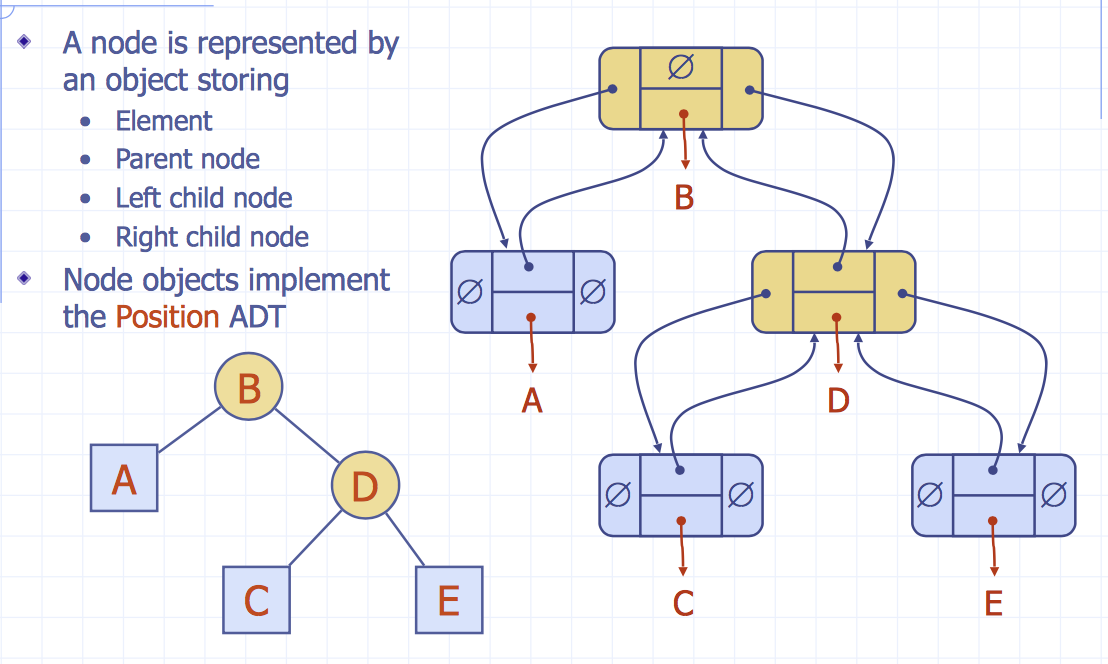 A node is represented by
an object storing
Element
Parent node
Left child node
Right child node
Node objects implement
the Position ADT
B
A
D
C
E
∅
B
∅
∅
A
D
∅
∅
C
∅
∅
E